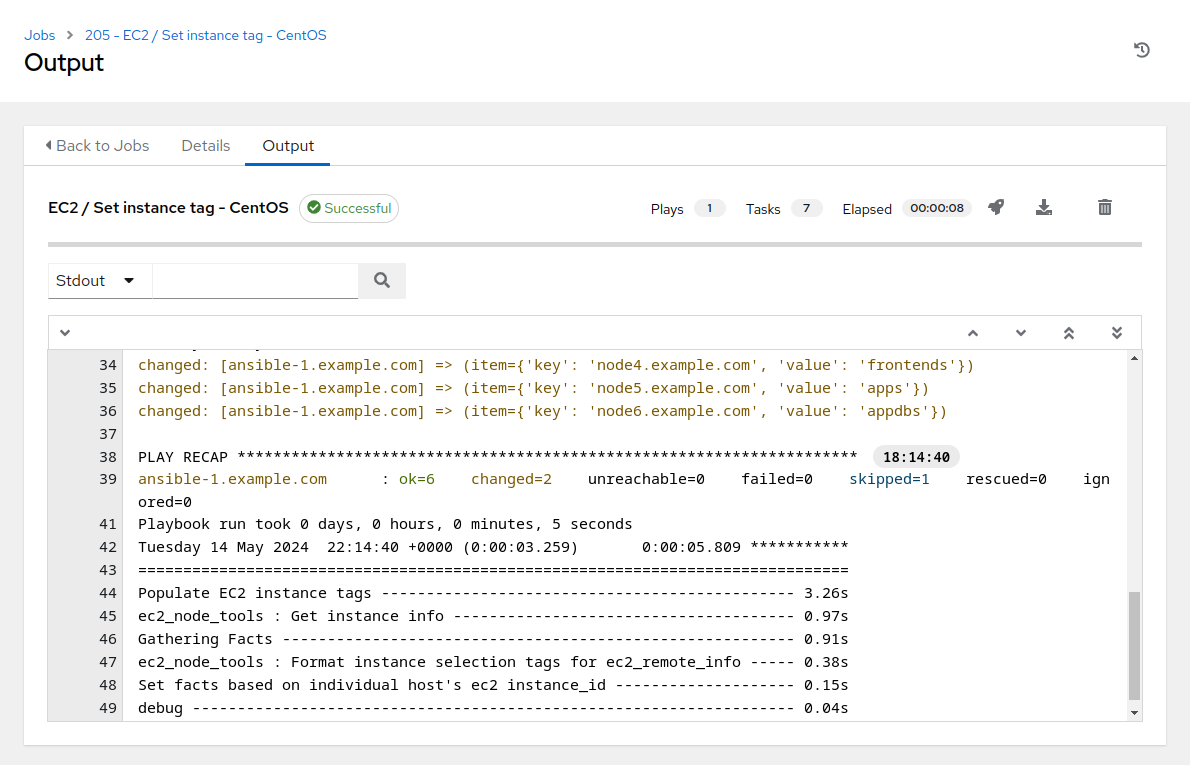 Jobs > 205 - EC2 / Set instance tag - CentOS
Output
Back to Jobs Details Output
EC2 / Set instance tag - CentOS Successful Plays 1 Tasks 7 Elapsed 00:00:08
Stdout
34 changed: [ansible-1.example.com] => (item={'key': 'node4.example.com', 'value': 'frontends'})
35 changed: [ansible-1.example.com] => (item={'key': 'node5.example.com', 'value': 'apps'})
36 changed: [ansible-1.example.com] => (item={'key': 'node6.example.com', 'value': 'appdbs'})
37
38 PLAY RECAP ********************************************************************* 18:14:40
39 ansible-1.example.com      : ok=6    changed=2    unreachable=0    failed=0    skipped=1    rescued=0    ign
ored=0
41 Playbook run took 0 days, 0 hours, 0 minutes, 5 seconds
42 Tuesday 14 May 2024  22:14:40 +0000 (0:00:03.259)       0:00:05.809 ***********
43 ===============================================================================
44 Populate EC2 instance tags ---------------------------------------------- 3.26s
45 ec2_node_tools : Get instance info -------------------------------------- 0.97s
46 Gathering Facts --------------------------------------------------------- 0.91s
47 ec2_node_tools : Format instance selection tags for ec2_remote_info ----- 0.38s
48 Set facts based on individual host's ec2 instance_id -------------------- 0.15s
49 debug ------------------------------------------------------------------- 0.04s